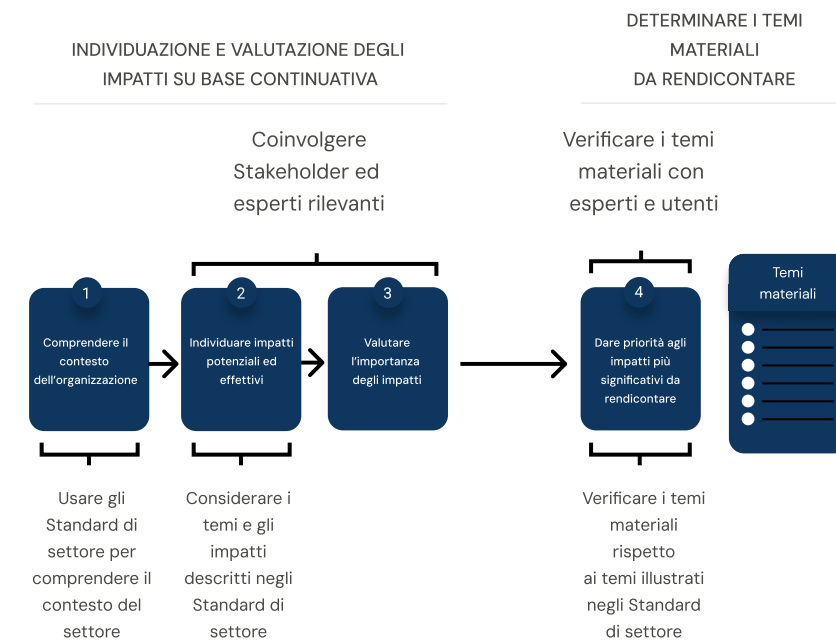 INDIVIDUAZIONE E VALUTAZIONE DEGLI
IMPATTI SU BASE CONTINUATIVA
DETERMINARE I TEMI
MATERIALI
DA RENDICONTARE
Coinvolgere
Stakeholder ed
esperti rilevanti
Verificare i temi
materiali con
esperti e utenti
1
Comprendere il
contesto
dell'organizzazione
2
Individuare impatti
potenziali ed
effettivi
3
Valutare
l'importanza
degli impatti
4
Dare priorità agli
impatti più
significativi da
rendicontare
Temi
materiali
Usare gli
Standard di
settore per
comprendere il
contesto del
settore
Considerare i
temi e gli
impatti
descritti negli
Standard di
settore
Verificare i temi
materiali
rispetto
ai temi illustrati
negli Standard
di settore